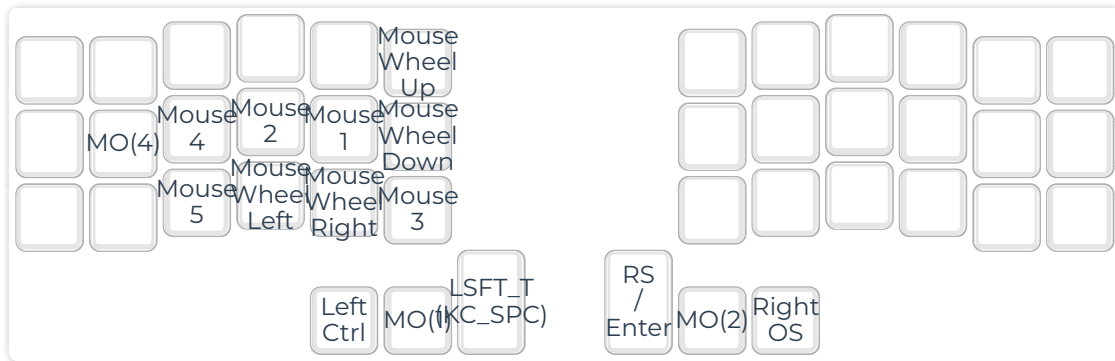 Mouse
Wheel
Up
MO(4)
Mouse
4
Mouse
2
Mouse
1
Mouse
Wheel
Down
Mouse
5
Mouse
Wheel
Left
Mouse
Wheel
Right
Mouse
3
Left
Ctrl
MO(1)
LSFT_T
(KC_SPC)
RS
/
Enter
MO(2)
Right
OS